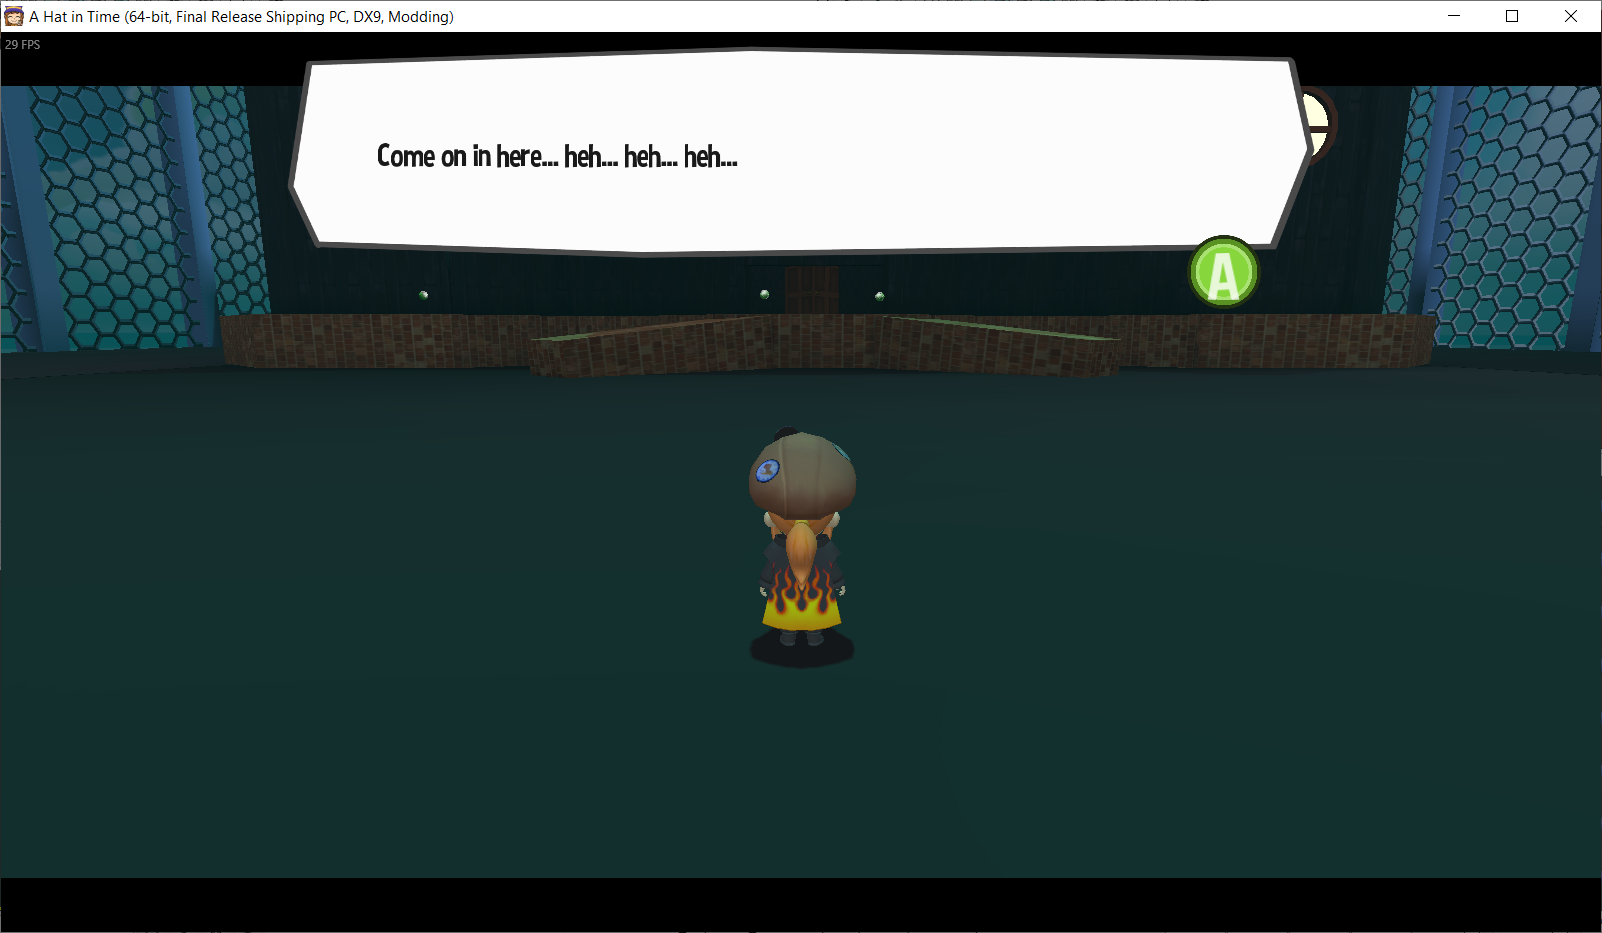 A Hat in Time (64-bit, Final Release Shipping PC, DX9, Modding)
29 FPS
Come on in here... heh... heh... heh...
A